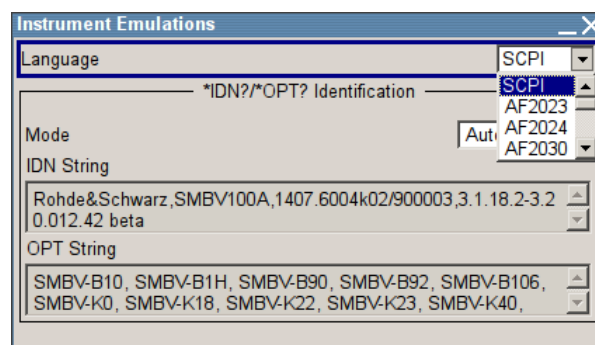 Instrument Emulations
Language SCPI
SCPI
*IDN?/*OPT? Identification
AF2023
Mode Aut AF2024
AF2030
IDN String
Rohde&Schwarz,SMBV100A,1407.6004k02/900003,3.1.18.2-3.2
0.012.42 beta
OPT String
SMBV-B10, SMBV-B1H, SMBV-B90, SMBV-B92, SMBV-B106,
SMBV-K0, SMBV-K18, SMBV-K22, SMBV-K23, SMBV-K40,